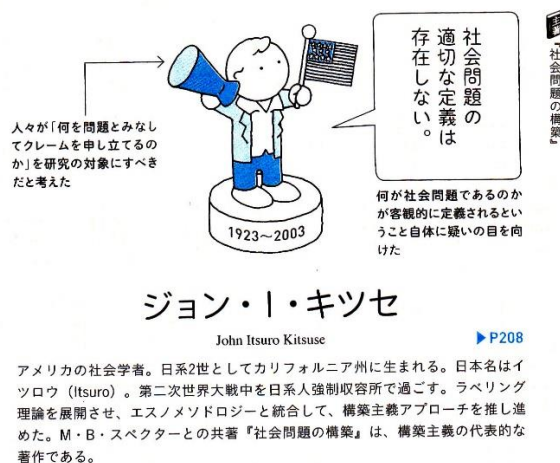 社会問題の
適切な定義は
存在しない。
『社会問題の構築』
人々が「何を問題とみなし
てクレームを申し立てるの
か」を研究の対象にすべき
だと考えた
何が社会問題であるのか
が客観的に定義されるとい
うこと自体に疑いの目を向
けた
1923〜2003
ジョン・I・キツセ
John Itsuro Kitsuse
▶P208
アメリカの社会学者。日系2世としてカリフォルニア州に生まれる。日本名はイ
ツロウ（Itsuro）。第二次世界大戦中を日系人強制収容所で過ごす。ラベリング
理論を展開させ、エスノメソドロジーと統合して、構築主義アプローチを推し進
めた。M・B・スペクターとの共著『社会問題の構築』は、構築主義の代表的な
著作である。